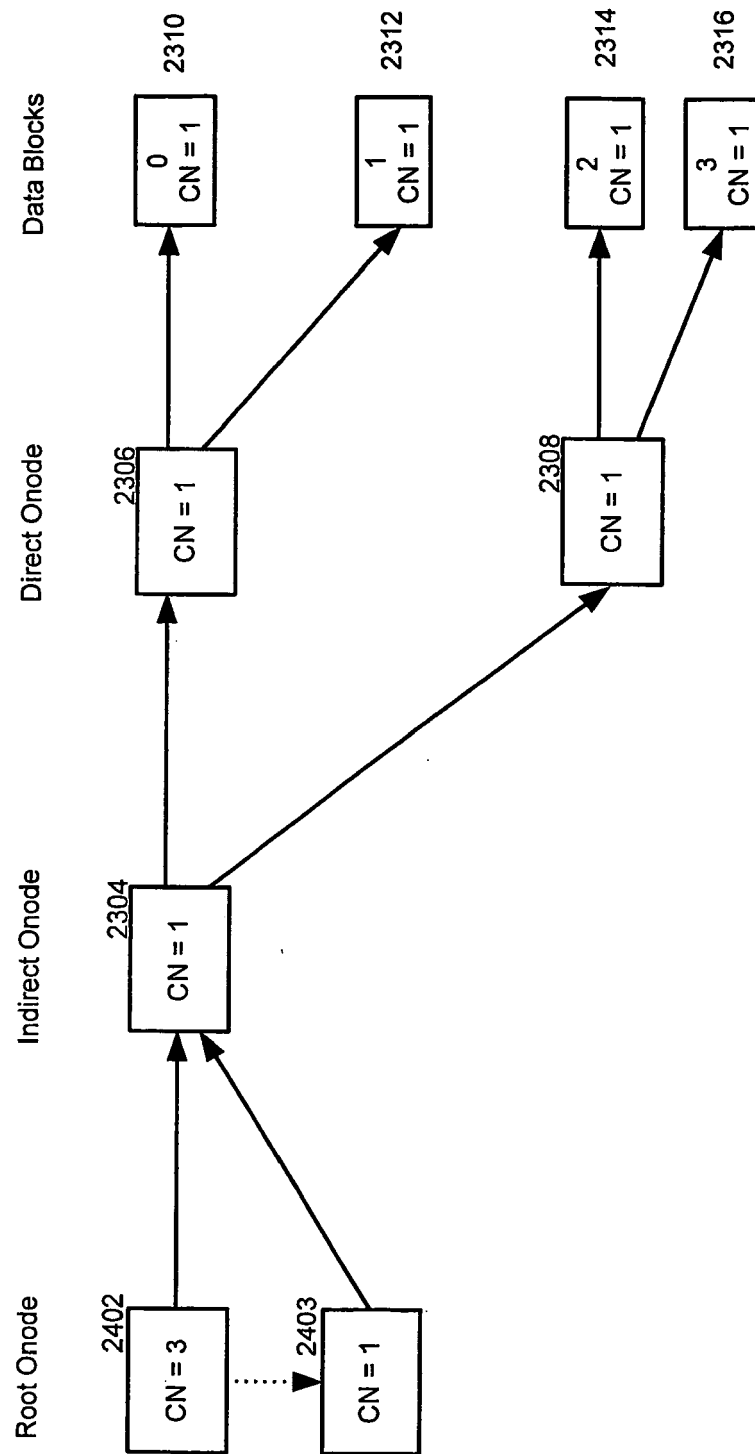 Root Onode
Indirect Onode
Direct Onode
Data Blocks
2402
CN = 3
2403
CN = 1
2304
CN = 1
2306
CN = 1
2308
CN = 1
0
CN = 1
2310
1
CN = 1
2312
2
CN = 1
2314
3
CN = 1
2316